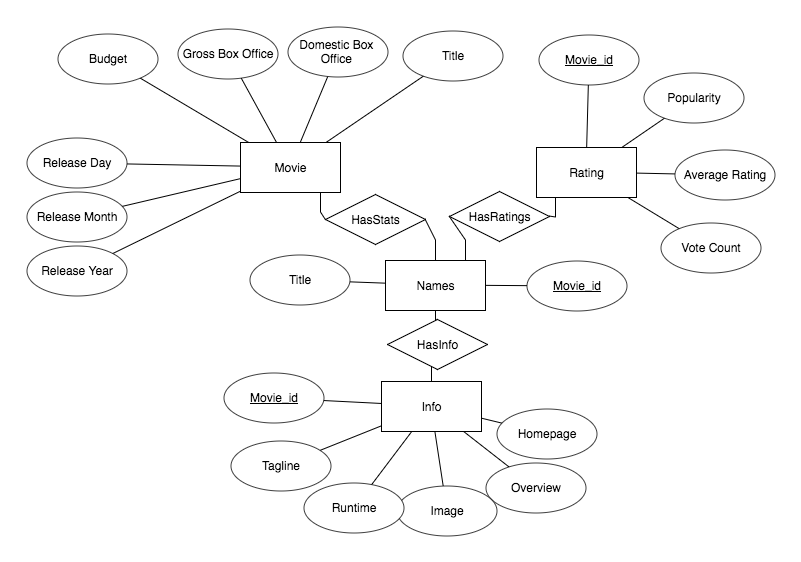 Budget
Gross Box Office
Domestic Box
Office
Title
Movie_id
Popularity
Release Day
Movie
Rating
Average Rating
Release Month
HasStats
HasRatings
Vote Count
Release Year
Title
Names
Movie_id
HasInfo
Movie_id
Info
Homepage
Tagline
Overview
Runtime
Image